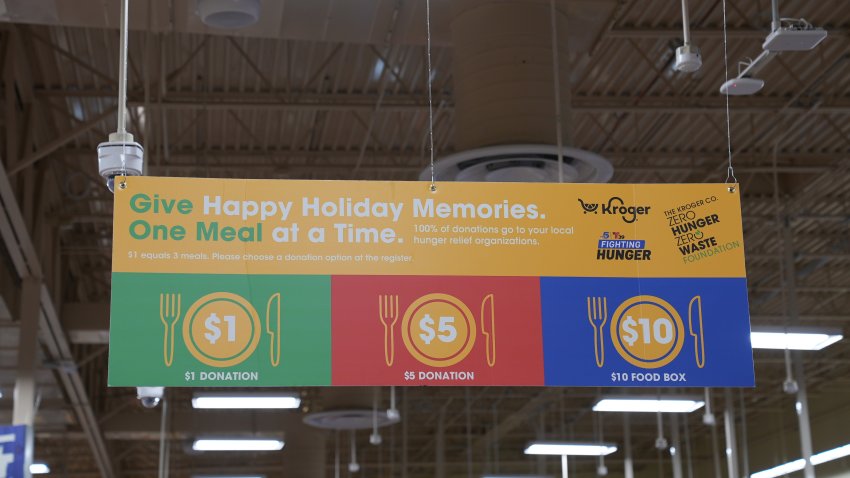 Give Happy Holiday Memories.
One Meal at a Time.
100% of donations go to your local
hunger relief organizations.
$1 equals 3 meals. Please choose a donation option at the register.
Kroger
5
FIGHTING
HUNGER
THE KROGER CO.
ZERO
HUNGER
ZERO
WASTE
FOUNDATION
$1
$1 DONATION
$5
$5 DONATION
$10
$10 FOOD BOX